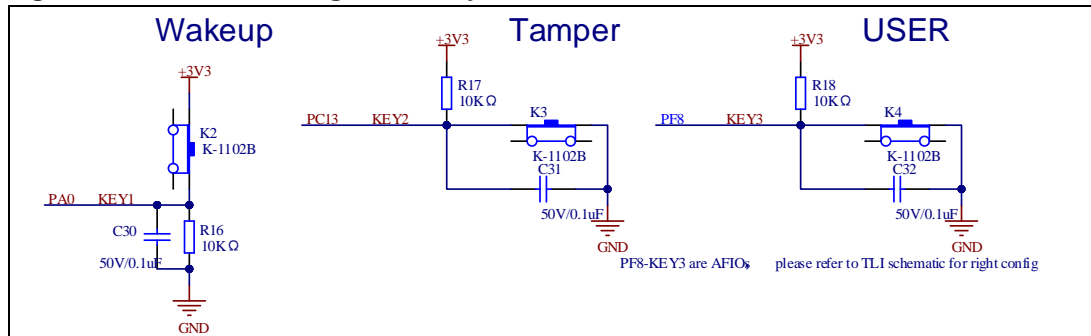 Wakeup
+3V3
K2
K-1102B
PA0 KEY1
C30
50V/0.1uF
R16
10KΩ
GND
Tamper
+3V3
R17
10KΩ
PC13 KEY2
K3
K-1102B
C31
50V/0.1uF
GND
USER
+3V3
R18
10KΩ
PF8 KEY3
K4
K-1102B
C32
50V/0.1uF
GND
PF8-KEY3 are AFIOs, please refer to TLI schematic for right config